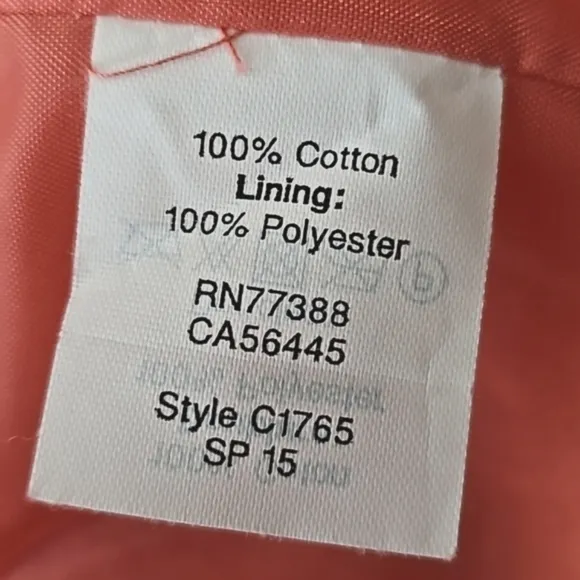 100% Cotton
Lining:
100% Polyester
RN77388
CA56445
Style C1765
SP 15